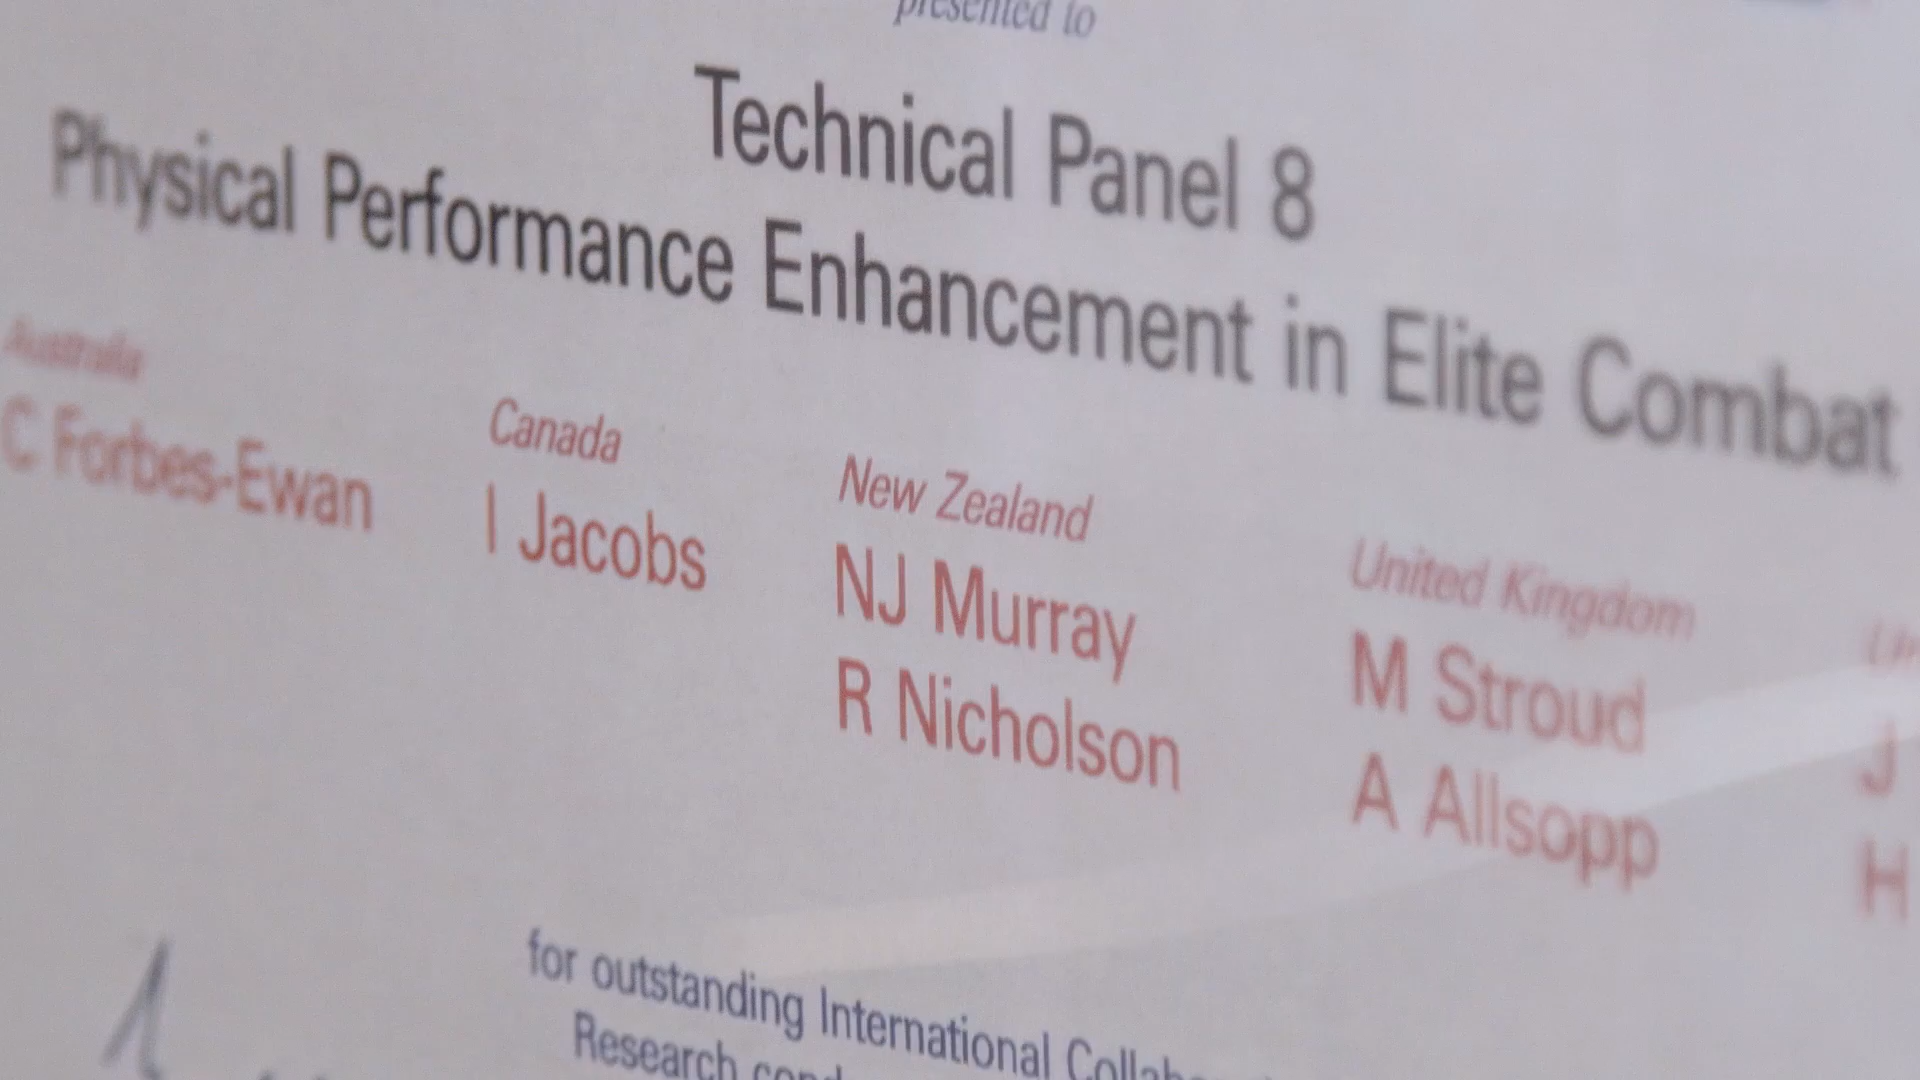 presented to
Technical Panel 8
Physical Performance Enhancement in Elite Combat
Australia
C Forbes-Ewan
Canada
I Jacobs
New Zealand
NJ Murray
R Nicholson
United Kingdom
M Stroud
A Allsopp
J
H
for outstanding International
Research